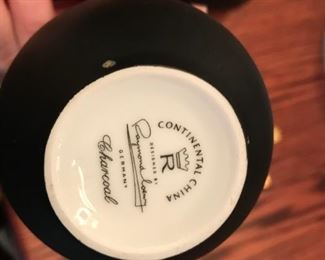 CONTINENTAL CHINA
R
DESIGNED BY
Raymond Loewy
GERMANY
Charcoal